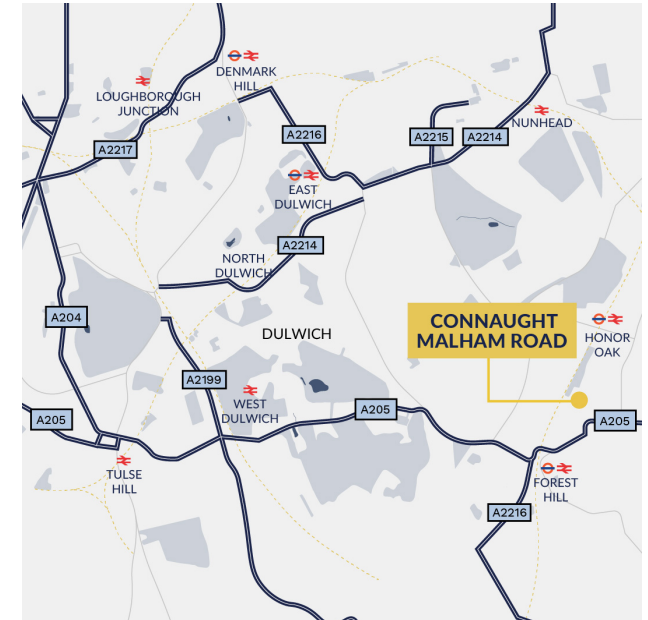 DENMARK
HILL
LOUGHBOROUGH
JUNCTION
A2217
A2216
A2215
A2214
NUNHEAD
EAST
DULWICH
A2214
NORTH
DULWICH
A204
DULWICH
CONNAUGHT
MALHAM ROAD
HONOR
OAK
A2199
WEST
DULWICH
A205
A205
A205
TULSE
HILL
FOREST
HILL
A2216